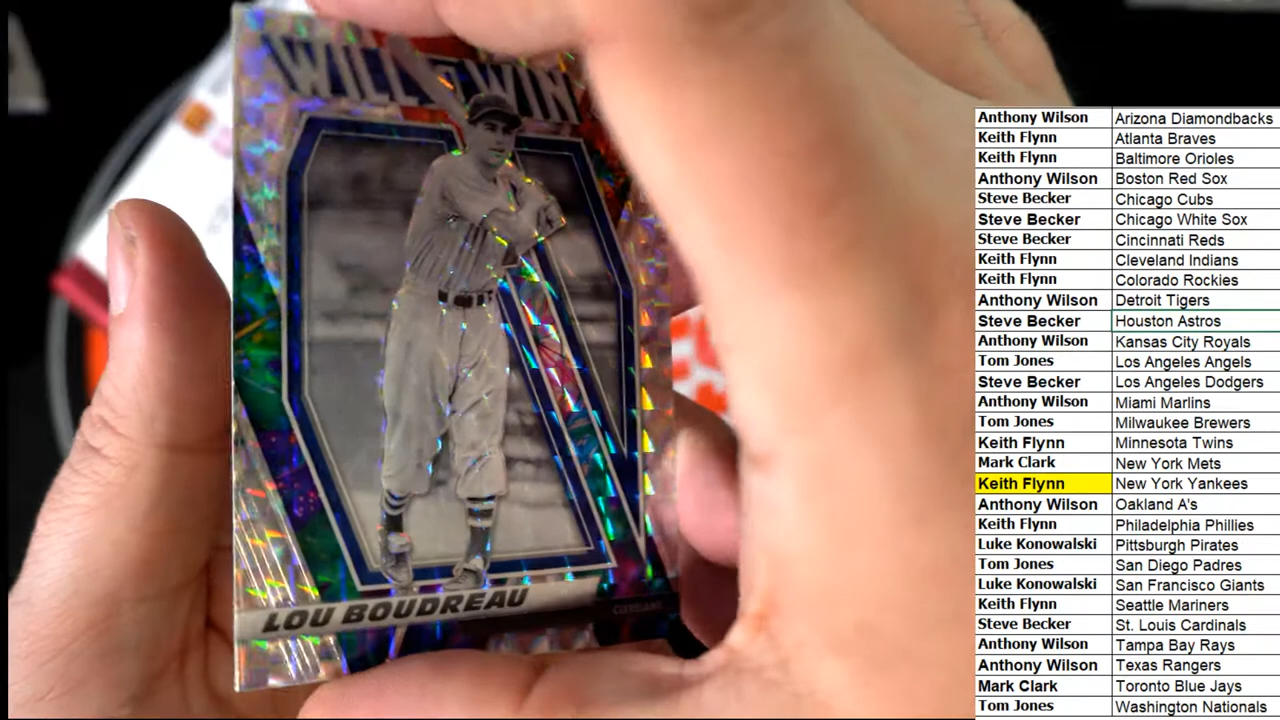 WILL TO WIN
LOU BOUDREAU
CLEVELAND
Anthony Wilson Arizona Diamondbacks
Keith Flynn Atlanta Braves
Keith Flynn Baltimore Orioles
Anthony Wilson Boston Red Sox
Steve Becker Chicago Cubs
Steve Becker Chicago White Sox
Steve Becker Cincinnati Reds
Keith Flynn Cleveland Indians
Keith Flynn Colorado Rockies
Anthony Wilson Detroit Tigers
Steve Becker Houston Astros
Anthony Wilson Kansas City Royals
Tom Jones Los Angeles Angels
Steve Becker Los Angeles Dodgers
Anthony Wilson Miami Marlins
Tom Jones Milwaukee Brewers
Keith Flynn Minnesota Twins
Mark Clark New York Mets
Keith Flynn New York Yankees
Anthony Wilson Oakland A's
Keith Flynn Philadelphia Phillies
Luke Konowalski Pittsburgh Pirates
Tom Jones San Diego Padres
Luke Konowalski San Francisco Giants
Keith Flynn Seattle Mariners
Steve Becker St. Louis Cardinals
Anthony Wilson Tampa Bay Rays
Anthony Wilson Texas Rangers
Mark Clark Toronto Blue Jays
Tom Jones Washington Nationals